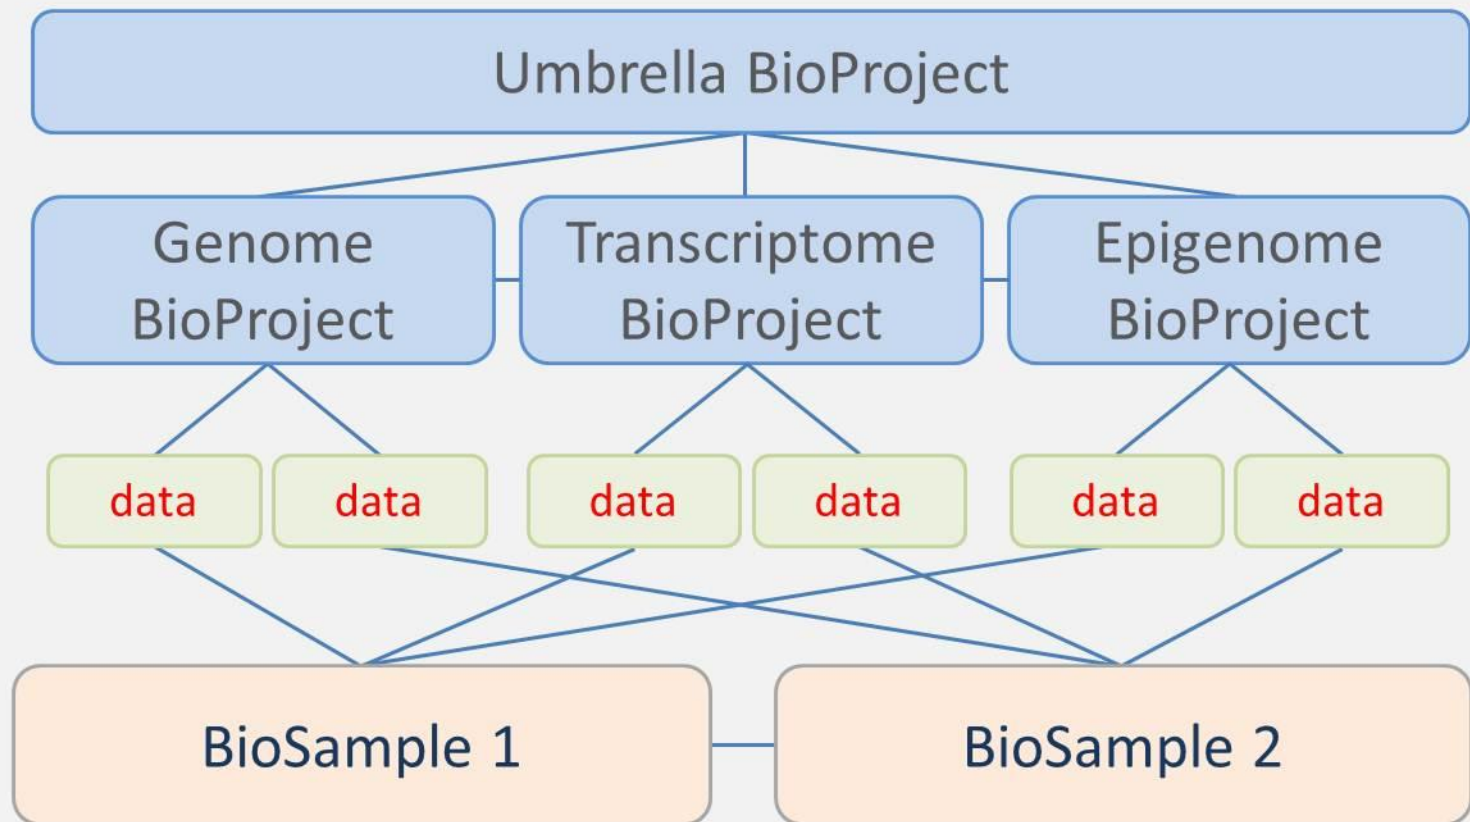 Umbrella BioProject
Genome
BioProject
Transcriptome
BioProject
Epigenome
BioProject
data
data
data
data
data
data
BioSample 1
BioSample 2